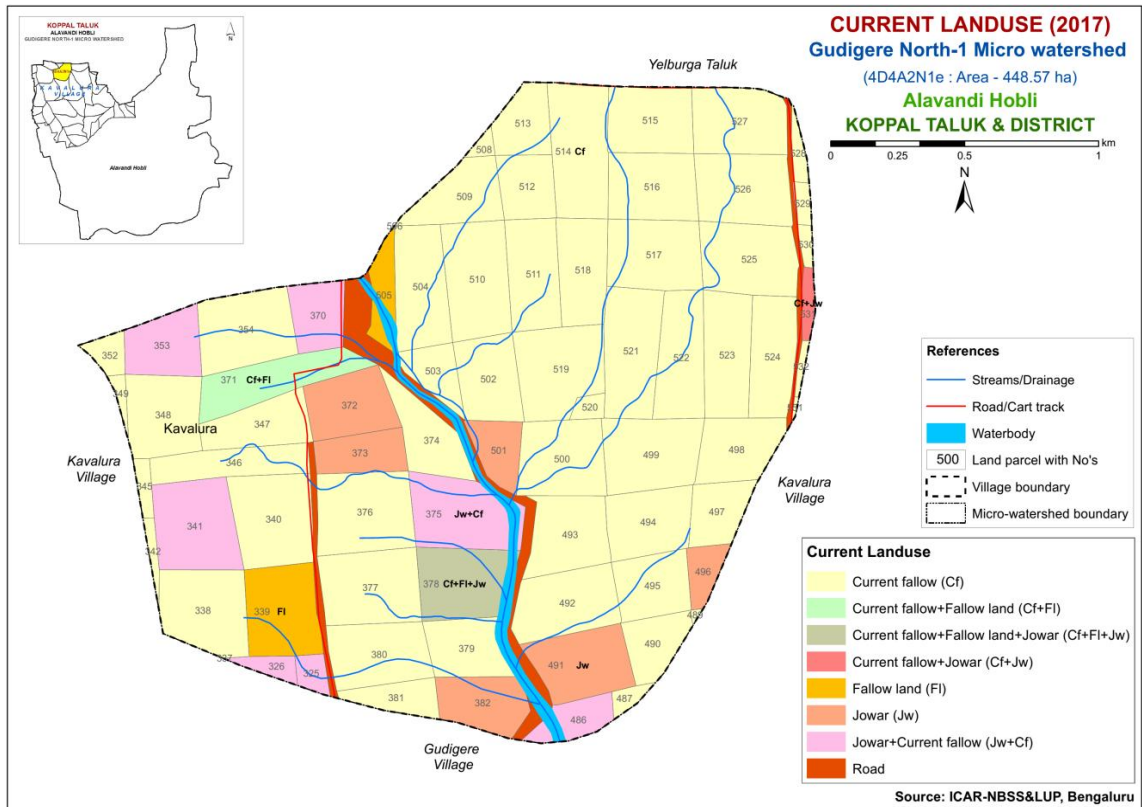 KOPPAL TALUK
ALAVANDI HOBLI
GUDIGERE NORTH-1 MICRO WATERSHED
N
KAVALURA
VILLAGE
Alavandi Hobli
CURRENT LANDUSE (2017)
Gudigere North-1 Micro watershed
(4D4A2N1e : Area - 448.57 ha)
Alavandi Hobli
KOPPAL TALUK & DISTRICT
km
0 0.25 0.5 1
N
Yelburga Taluk
513 515 527
508 514 Cf 528
512 516 526
509 529
506 530
504 510 511 518 517 525
505
370 Cf+Jw
531
353 354
352 503 502 519 521 522 523 524 532
371 Cf+Fl
349 348 347 372 520 531
Kavalura
374 501 500 499 498
346 373
Kavalura
Village
Kavalura
Village
345
341 340 376 375 Jw+Cf 493 494 497
342
338 339 Fl 377 378 Cf+Fl+Jw 492 495 496
489
337 326 325 380 379 491 Jw 490
381 382 486 487
Gudigere
Village
References
Streams/Drainage
Road/Cart track
Waterbody
500 Land parcel with No's
Village boundary
Micro-watershed boundary
Current Landuse
Current fallow (Cf)
Current fallow+Fallow land (Cf+Fl)
Current fallow+Fallow land+Jowar (Cf+Fl+Jw)
Current fallow+Jowar (Cf+Jw)
Fallow land (Fl)
Jowar (Jw)
Jowar+Current fallow (Jw+Cf)
Road
Source: ICAR-NBSS&LUP, Bengaluru